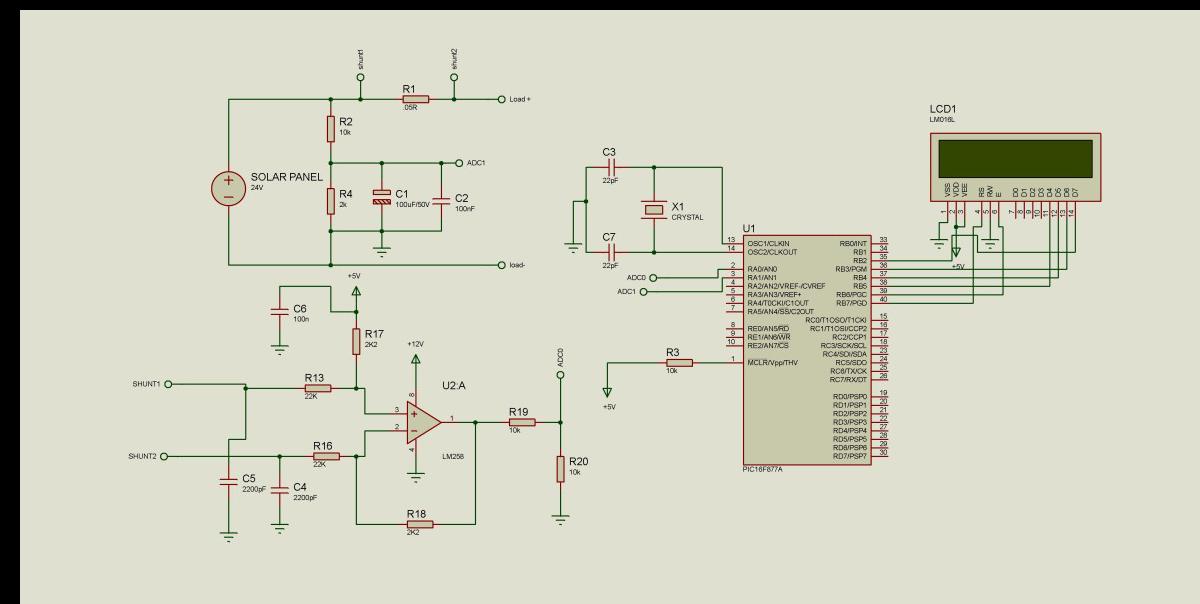 shunt1
shunt2
R1
.05R
Load+
R2
10k
ADC1
SOLAR PANEL
24V
R4
2k
C1
100uF/50V
C2
100nF
load-
+5V
C6
100n
R17
2K2
+12V
SHUNT1
R13
22K
U2:A
3
2
8
4
1
LM258
SHUNT2
R16
22K
C5
2200pF
C4
2200pF
R18
2K2
R19
10k
ADC0
R20
10k
C3
22pF
X1
CRYSTAL
C7
22pF
ADC0
ADC1
R3
10k
+5V
U1
13 OSC1/CLKIN
14 OSC2/CLKOUT
2 RA0/AN0
3 RA1/AN1
4 RA2/AN2/VREF-/CVREF
5 RA3/AN3/VREF+
6 RA4/T0CKI/C1OUT
7 RA5/AN4/SS/C2OUT
8 RE0/AN5/RD
9 RE1/AN6/WR
10 RE2/AN7/CS
1 MCLR/Vpp/THV
RB0/INT 33
RB1 34
RB2 35
RB3/PGM 36
RB4 37
RB5 38
RB6/PGC 39
RB7/PGD 40
RC0/T1OSO/T1CKI 15
RC1/T1OSI/CCP2 16
RC2/CCP1 17
RC3/SCK/SCL 18
RC4/SDI/SDA 23
RC5/SDO 24
RC6/TX/CK 25
RC7/RX/DT 26
RD0/PSP0 19
RD1/PSP1 20
RD2/PSP2 21
RD3/PSP3 22
RD4/PSP4 27
RD5/PSP5 28
RD6/PSP6 29
RD7/PSP7 30
PIC16F877A
LCD1
LM016L
VSS VDD VEE RS RW E D0 D1 D2 D3 D4 D5 D6 D7
1 2 3 4 5 6 7 8 9 10 11 12 13 14
+5V